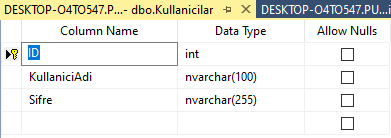 DESKTOP-O4TO547.P...- dbo.Kullanicilar DESKTOP-O4TO547.PU...
Column Name Data Type Allow Nulls
ID int
KullaniciAdi nvarchar(100)
Sifre nvarchar(255)